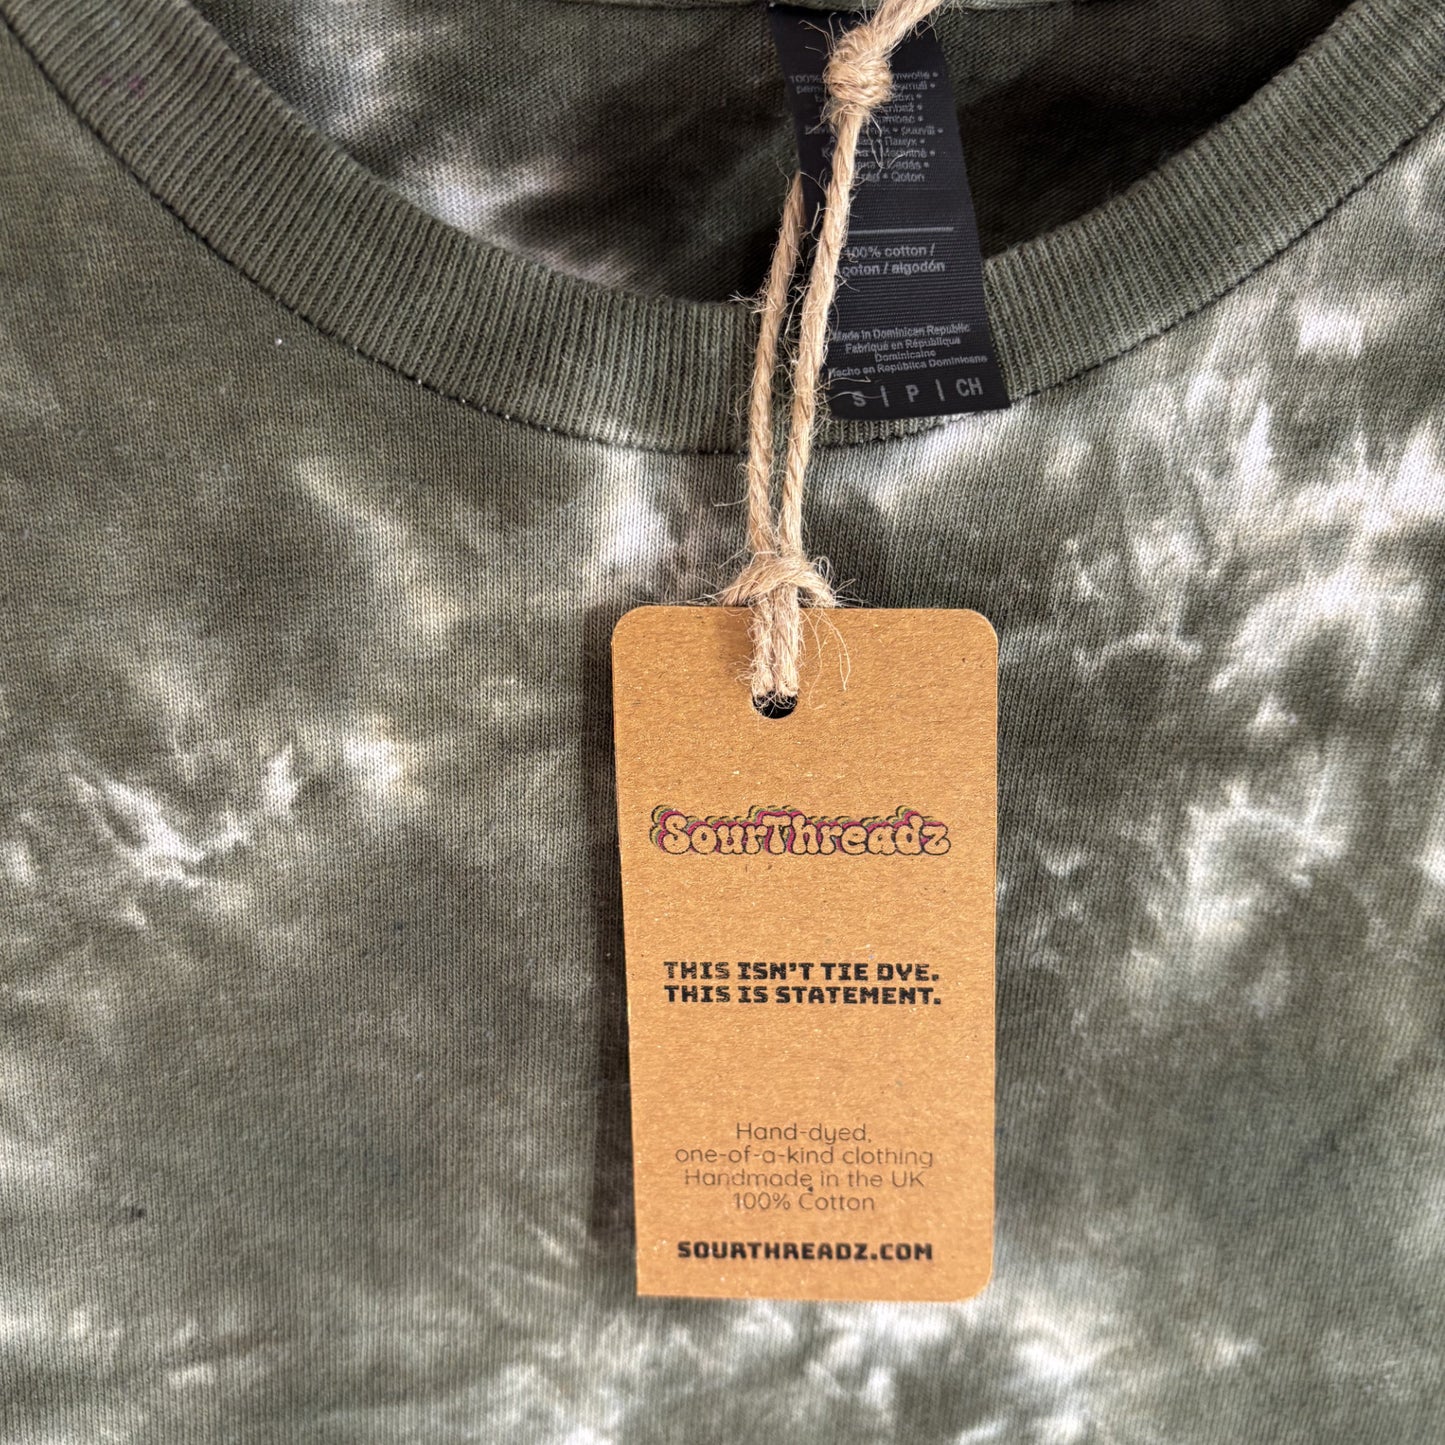 100%
• Qoton
100% cotton /
coton / algodón
Made in Dominican Republic
Fabriqué en République
Dominicaine
Hecho en República Dominicana
S | P | CH
SourThreadz
THIS ISN'T TIE DYE.
THIS IS STATEMENT.
Hand-dyed,
one-of-a-kind clothing
Handmade in the UK
100% Cotton
SOURTHREADZ.COM